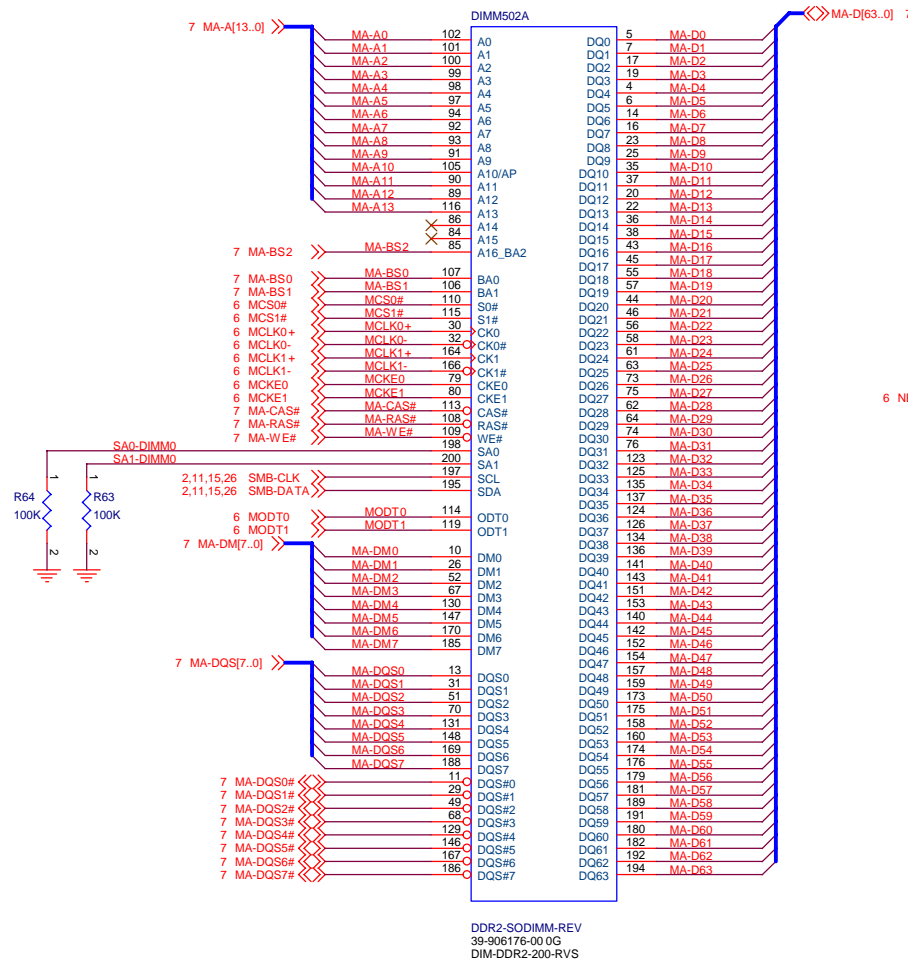 DIMM502A
7 MA-A[13..0]
MA-D[63..0] 7
MA-A0 102 A0 DQ0 5 MA-D0
MA-A1 101 A1 DQ1 7 MA-D1
MA-A2 100 A2 DQ2 17 MA-D2
MA-A3 99 A3 DQ3 19 MA-D3
MA-A4 98 A4 DQ4 4 MA-D4
MA-A5 97 A5 DQ5 6 MA-D5
MA-A6 94 A6 DQ6 14 MA-D6
MA-A7 92 A7 DQ7 16 MA-D7
MA-A8 93 A8 DQ8 23 MA-D8
MA-A9 91 A9 DQ9 25 MA-D9
MA-A10 105 A10/AP DQ10 35 MA-D10
MA-A11 90 A11 DQ11 37 MA-D11
MA-A12 89 A12 DQ12 20 MA-D12
MA-A13 116 A13 DQ13 22 MA-D13
86 A14 DQ14 36 MA-D14
84 A15 DQ15 38 MA-D15
7 MA-BS2 MA-BS2 85 A16_BA2 DQ16 43 MA-D16
DQ17 45 MA-D17
7 MA-BS0 MA-BS0 107 BA0 DQ18 55 MA-D18
7 MA-BS1 MA-BS1 106 BA1 DQ19 57 MA-D19
6 MCS0# MCS0# 110 S0# DQ20 44 MA-D20
6 MCS1# MCS1# 115 S1# DQ21 46 MA-D21
6 MCLK0+ MCLK0+ 30 CK0 DQ22 56 MA-D22
6 MCLK0- MCLK0- 32 CK0# DQ23 58 MA-D23
6 MCLK1+ MCLK1+ 164 CK1 DQ24 61 MA-D24
6 MCLK1- MCLK1- 166 CK1# DQ25 63 MA-D25
6 MCKE0 MCKE0 79 CKE0 DQ26 73 MA-D26
6 MCKE1 MCKE1 80 CKE1 DQ27 75 MA-D27
7 MA-CAS# MA-CAS# 113 CAS# DQ28 62 MA-D28
7 MA-RAS# MA-RAS# 108 RAS# DQ29 64 MA-D29
7 MA-WE# MA-WE# 109 WE# DQ30 74 MA-D30
SA0-DIMM0 198 SA0 DQ31 76 MA-D31
SA1-DIMM0 200 SA1 DQ32 123 MA-D32
2,11,15,26 SMB-CLK 197 SCL DQ33 125 MA-D33
2,11,15,26 SMB-DATA 195 SDA DQ34 135 MA-D34
DQ35 137 MA-D35
6 MODT0 MODT0 114 ODT0 DQ36 124 MA-D36
6 MODT1 MODT1 119 ODT1 DQ37 126 MA-D37
7 MA-DM[7..0] DQ38 134 MA-D38
MA-DM0 10 DM0 DQ39 136 MA-D39
MA-DM1 26 DM1 DQ40 141 MA-D40
MA-DM2 52 DM2 DQ41 143 MA-D41
MA-DM3 67 DM3 DQ42 151 MA-D42
MA-DM4 130 DM4 DQ43 153 MA-D43
MA-DM5 147 DM5 DQ44 140 MA-D44
MA-DM6 170 DM6 DQ45 142 MA-D45
MA-DM7 185 DM7 DQ46 152 MA-D46
7 MA-DQS[7..0] DQ47 154 MA-D47
MA-DQS0 13 DQS0 DQ48 157 MA-D48
MA-DQS1 31 DQS1 DQ49 159 MA-D49
MA-DQS2 51 DQS2 DQ50 173 MA-D50
MA-DQS3 70 DQS3 DQ51 175 MA-D51
MA-DQS4 131 DQS4 DQ52 158 MA-D52
MA-DQS5 148 DQS5 DQ53 160 MA-D53
MA-DQS6 169 DQS6 DQ54 174 MA-D54
MA-DQS7 188 DQS7 DQ55 176 MA-D55
7 MA-DQS0# 11 DQS#0 DQ56 179 MA-D56
7 MA-DQS1# 29 DQS#1 DQ57 181 MA-D57
7 MA-DQS2# 49 DQS#2 DQ58 189 MA-D58
7 MA-DQS3# 68 DQS#3 DQ59 191 MA-D59
7 MA-DQS4# 129 DQS#4 DQ60 180 MA-D60
7 MA-DQS5# 146 DQS#5 DQ61 182 MA-D61
7 MA-DQS6# 167 DQS#6 DQ62 192 MA-D62
7 MA-DQS7# 186 DQS#7 DQ63 194 MA-D63
1 1
R64 R63
100K 100K
2 2
DDR2-SODIMM-REV
39-906176-00 0G
DIM-DDR2-200-RVS